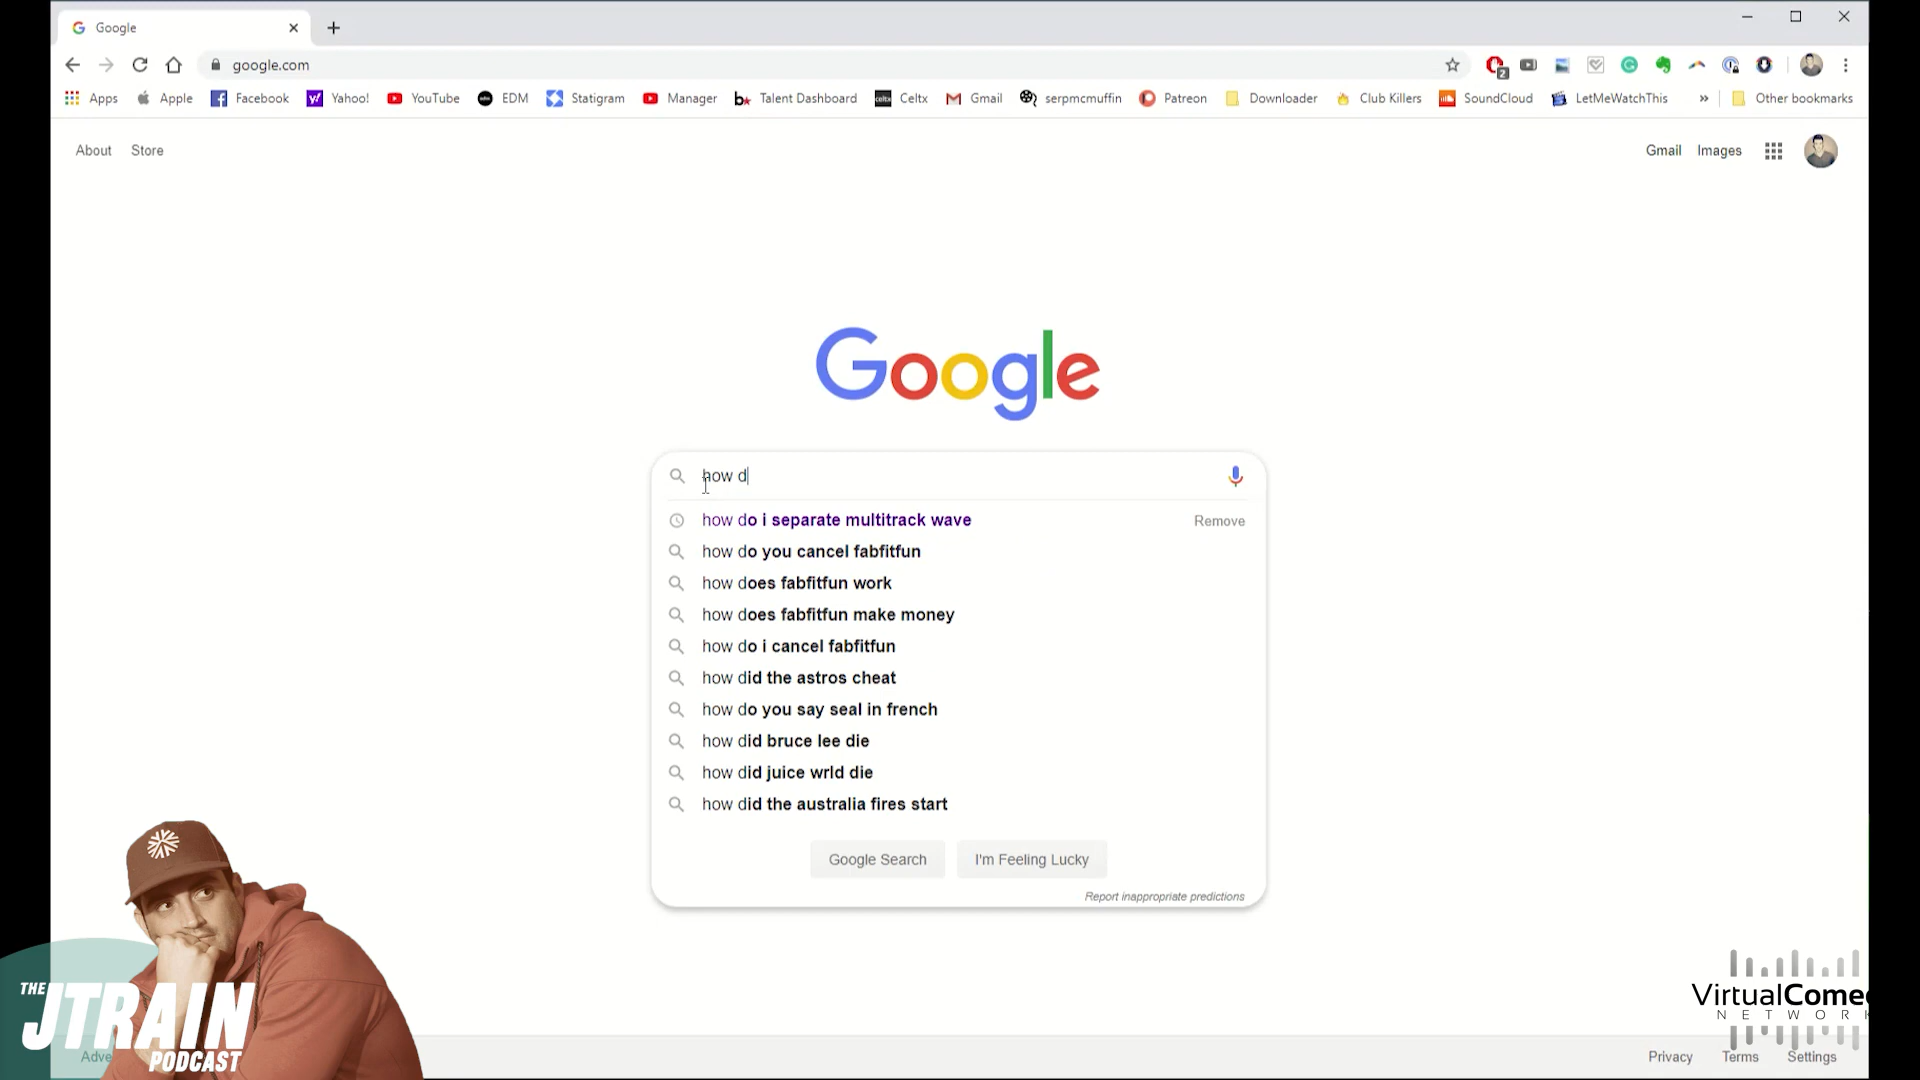 Google
google.com
Apps Apple Facebook Yahoo! YouTube EDM Statigram Manager Talent Dashboard Celtx Gmail serpmcmuffin Patreon Downloader Club Killers SoundCloud LetMeWatchThis » Other bookmarks
About Store Gmail Images
Google
how d
how do i separate multitrack wave Remove
how do you cancel fabfitfun
how does fabfitfun work
how does fabfitfun make money
how do i cancel fabfitfun
how did the astros cheat
how do you say seal in french
how did bruce lee die
how did juice wrld die
how did the australia fires start
Google Search I'm Feeling Lucky
Report inappropriate predictions
THE
JTRAIN
PODCAST
VirtualComed
NETWORK
Adve
Privacy Terms Settings